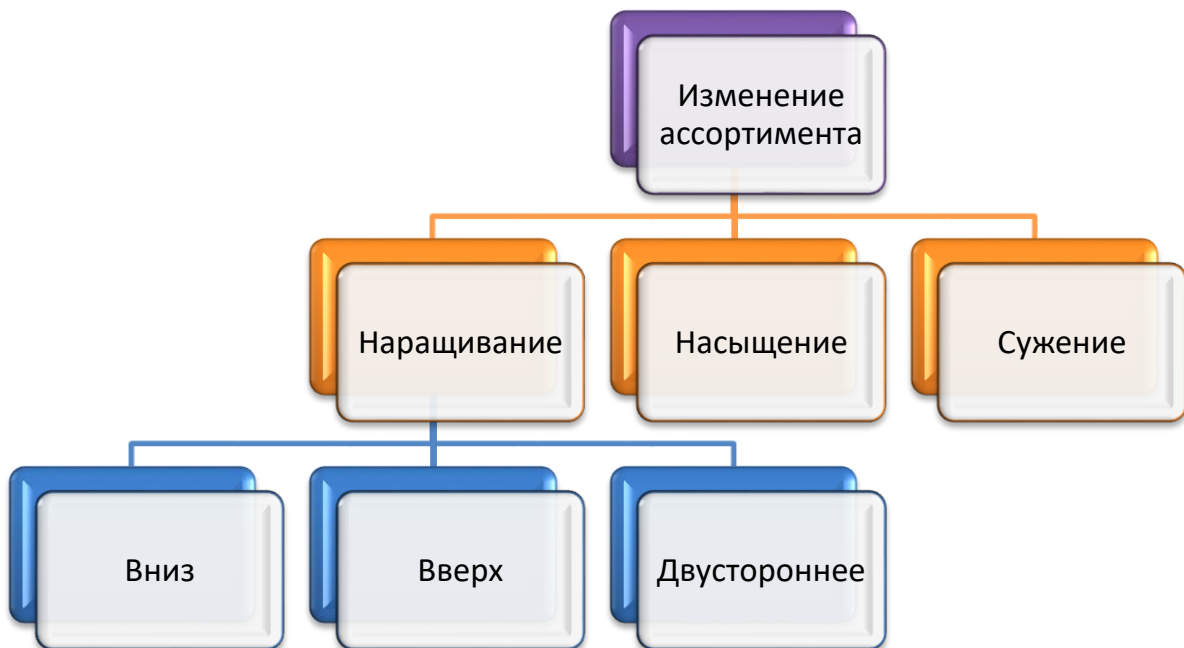 Изменение
ассортимента
Наращивание
Насыщение
Сужение
Вниз
Вверх
Двустороннее